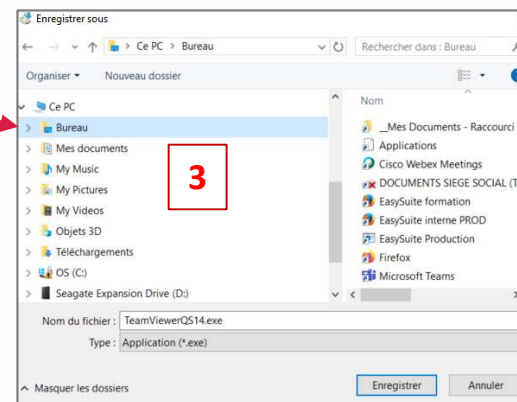 Enregistrer sous
Ce PC > Bureau
Rechercher dans : Bureau
Organiser
Nouveau dossier
Ce PC
Bureau
Mes documents
My Music
My Pictures
My Videos
Objets 3D
Téléchargements
OS (C:)
Seagate Expansion Drive (D:)
3
Nom
_Mes Documents - Raccourci
Applications
Cisco Webex Meetings
DOCUMENTS SIEGE SOCIAL (T
EasySuite formation
EasySuite interne PROD
EasySuite Production
Firefox
Microsoft Teams
Nom du fichier : TeamViewerQS14.exe
Type : Application (*.exe)
Masquer les dossiers
Enregistrer
Annuler